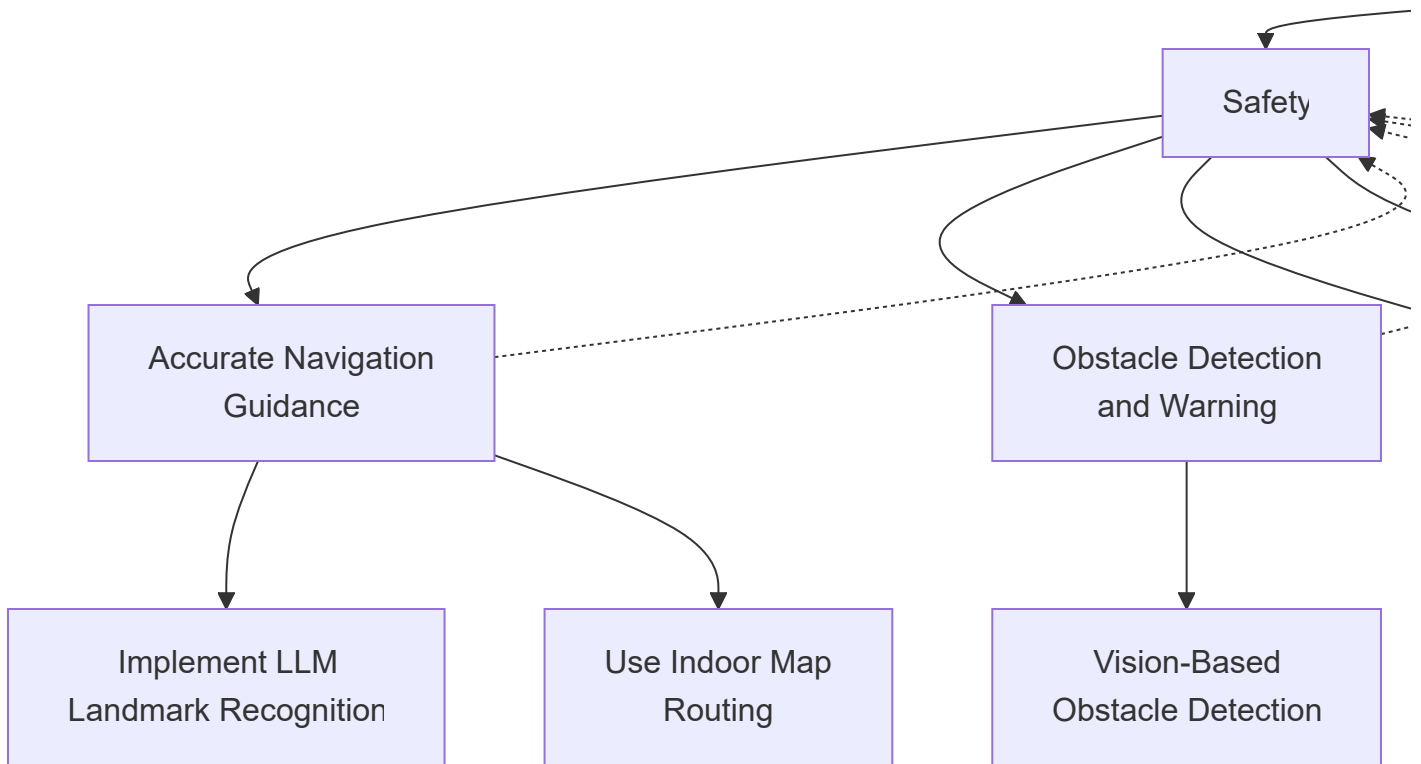 Safety
Accurate Navigation
Guidance
Obstacle Detection
and Warning
Implement LLM
Landmark Recognition
Use Indoor Map
Routing
Vision-Based
Obstacle Detection